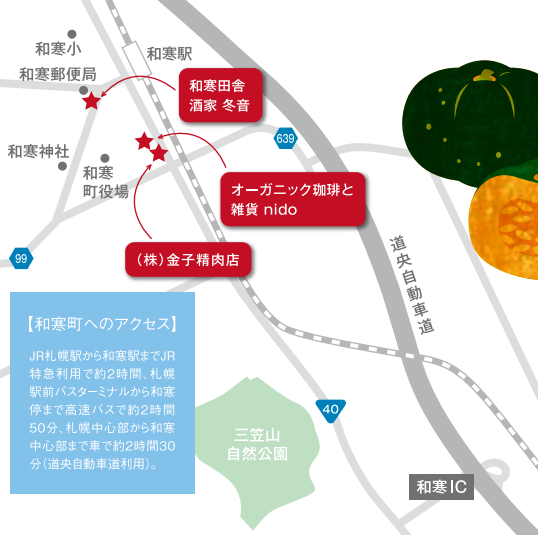 和寒小
和寒駅
和寒郵便局
和寒田舎
酒家 冬音
639
和寒神社
和寒
町役場
オーガニック珈琲と
雑貨 nido
(株)金子精肉店
99
道央自動車道
【和寒町へのアクセス】
JR札幌駅から和寒駅までJR
特急利用で約2時間、札幌
駅前バスターミナルから和寒
停まで高速バスで約2時間
50分、札幌中心部から和寒
中心部まで車で約2時間30
分(道央自動車道利用)。
40
三笠山
自然公園
和寒IC